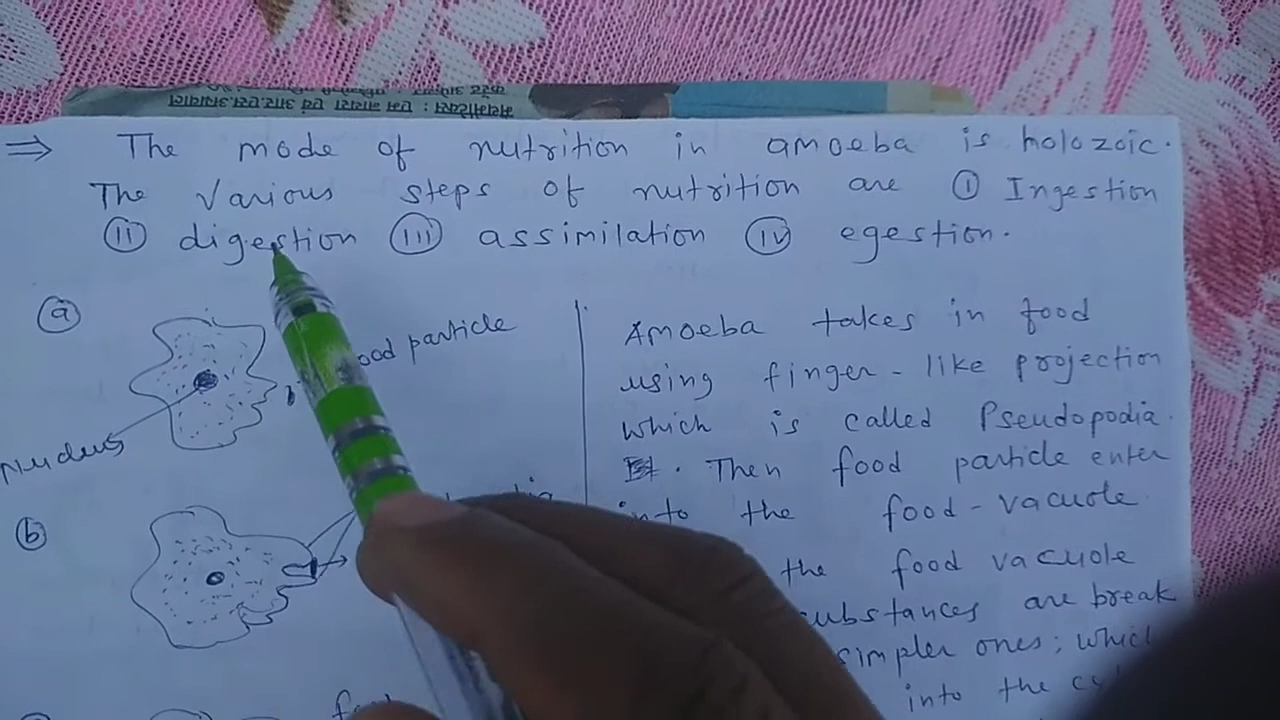 ⇒ The mode of nutrition in amoeba is holozoic.
The various steps of nutrition are (i) Ingestion
(ii) digestion (iii) assimilation (iv) egestion.
(a)
ood particle
Nucleus
(b)
Amoeba takes in food
using finger-like projection
which is called Pseudopodia.
Then food particle enter
into the food-vacuole
the food vacuole
substances are break
simpler ones; which
into the